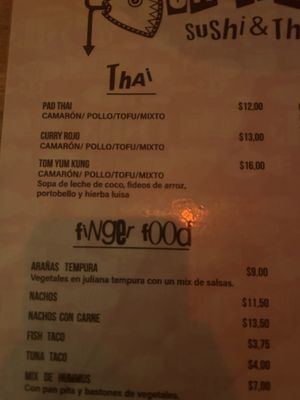 Sushi & Th
Thai
PAD THAI $12,00
CAMARÓN/ POLLO/TOFU/MIXTO
CURRY ROJO $13,00
CAMARÓN/ POLLO/TOFU/MIXTO
TOM YUM KUNG $16,00
CAMARÓN/ POLLO/TOFU/MIXTO
Sopa de leche de coco, fideos de arroz,
portobello y hierba luisa
finger food
ARAÑAS TEMPURA $9,00
Vegetales en juliana tempura con un mix de salsas.
NACHOS $11,50
NACHOS CON CARNE $13,50
FISH TACO $3,75
TUNA TACO $4,00
MIX DE HUMMUS $7,00
Con pan pita y bastones de vegetales.